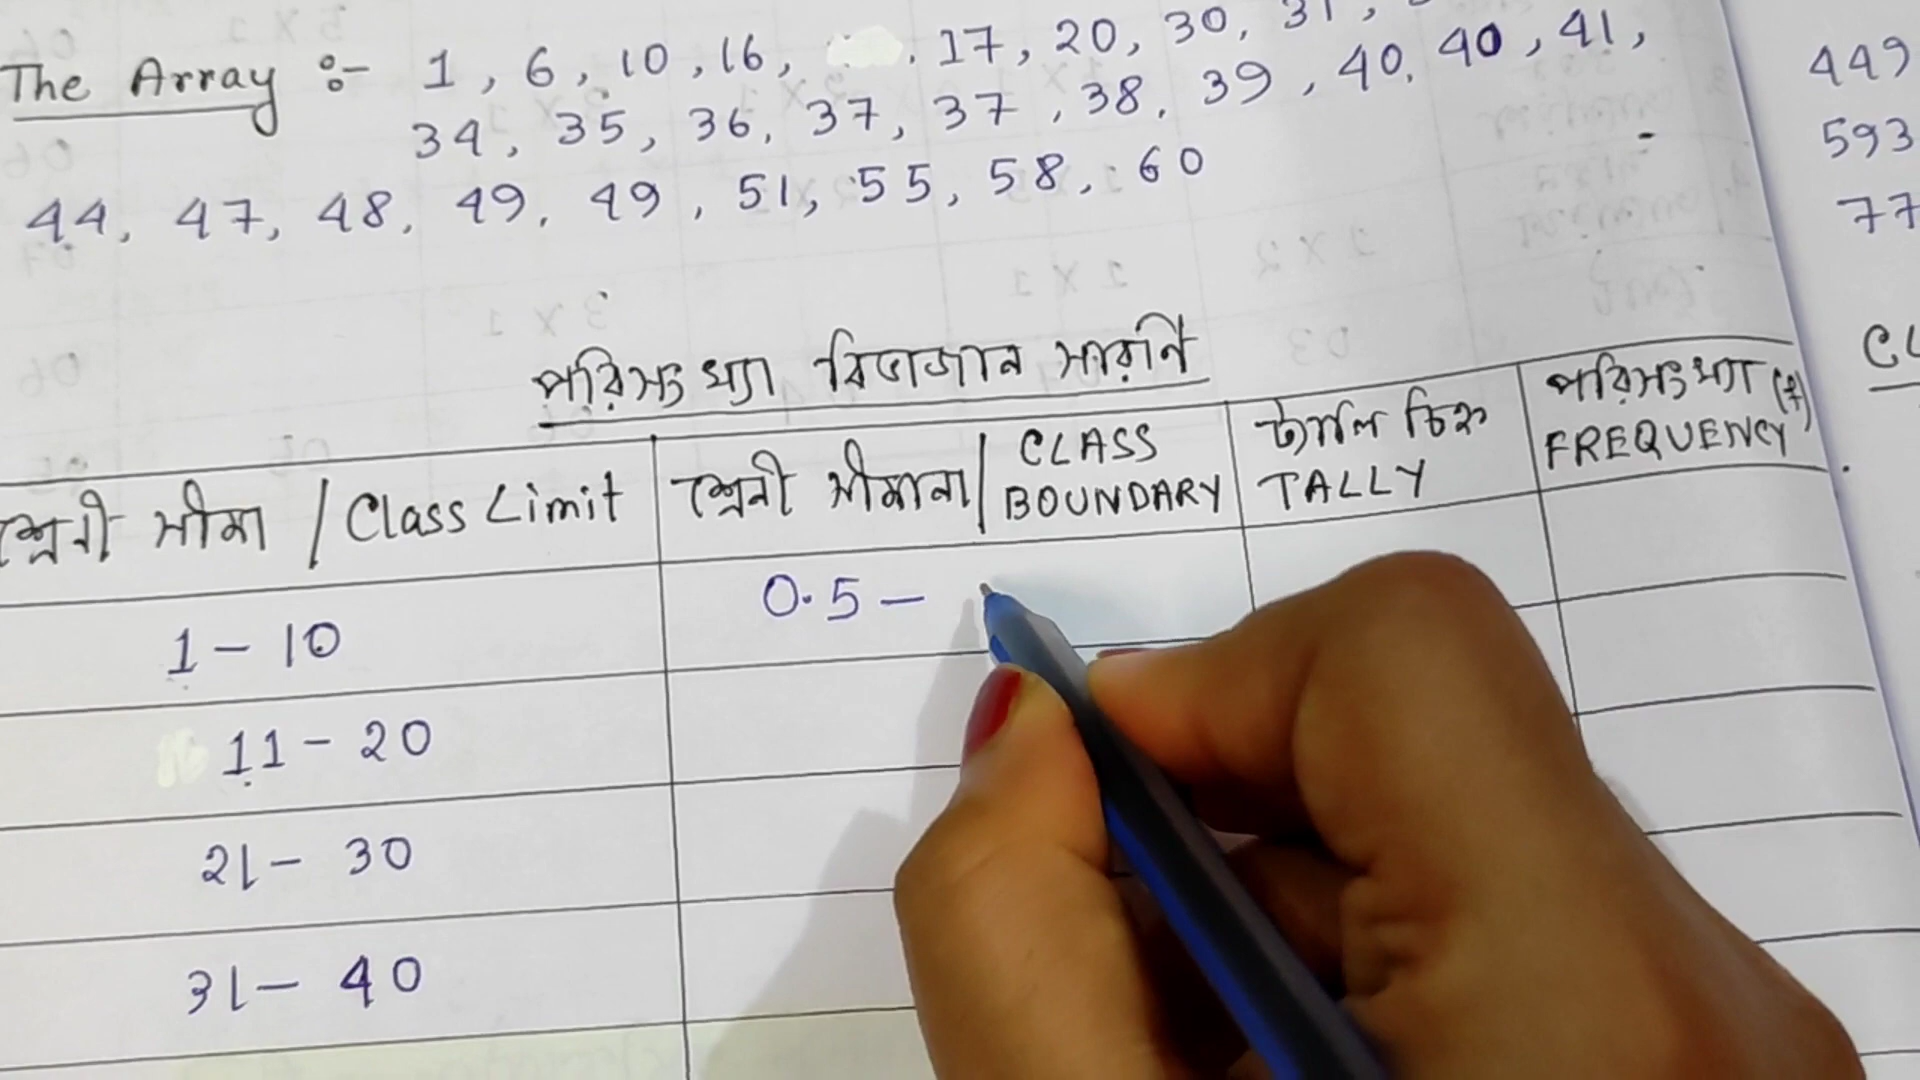 The Array :- 1, 6, 10, 16, 17, 20, 30, 31,
34, 35, 36, 37, 37, 38, 39, 40, 40, 41,
44, 47, 48, 49, 49, 51, 55, 58, 60
449
593
77
পরিসংখ্যা বিভাজন সারণি
CL
শ্রেনী সীমা / Class Limit
শ্রেনী সীমানা / CLASS BOUNDARY
ট্যালি চিহ্ন TALLY
পরিসংখ্যা (f) FREQUENCY
1 - 10
0.5 -
11 - 20
21 - 30
31 - 40